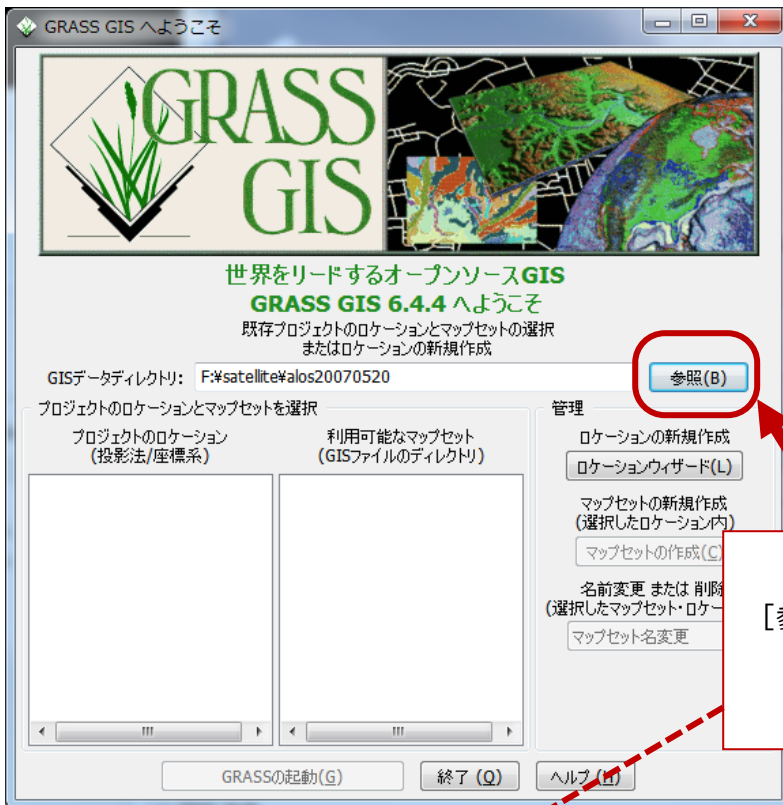 GRASS GIS へようこそ
GRASS
GIS
世界をリードするオープンソースGIS
GRASS GIS 6.4.4 へようこそ
既存プロジェクトのロケーションとマップセットの選択
またはロケーションの新規作成
GISデータディレクトリ: F:¥satellite¥alos20070520 参照(B)
プロジェクトのロケーションとマップセットを選択
管理
プロジェクトのロケーション
(投影法/座標系)
利用可能なマップセット
(GISファイルのディレクトリ)
ロケーションの新規作成
ロケーションウィザード(L)
マップセットの新規作成
(選択したロケーション内)
マップセットの作成(C)
名前変更 または 削除
(選択したマップセット・ロケー
マップセット名変更
[参
GRASSの起動(G) 終了 (Q) ヘルプ (H)